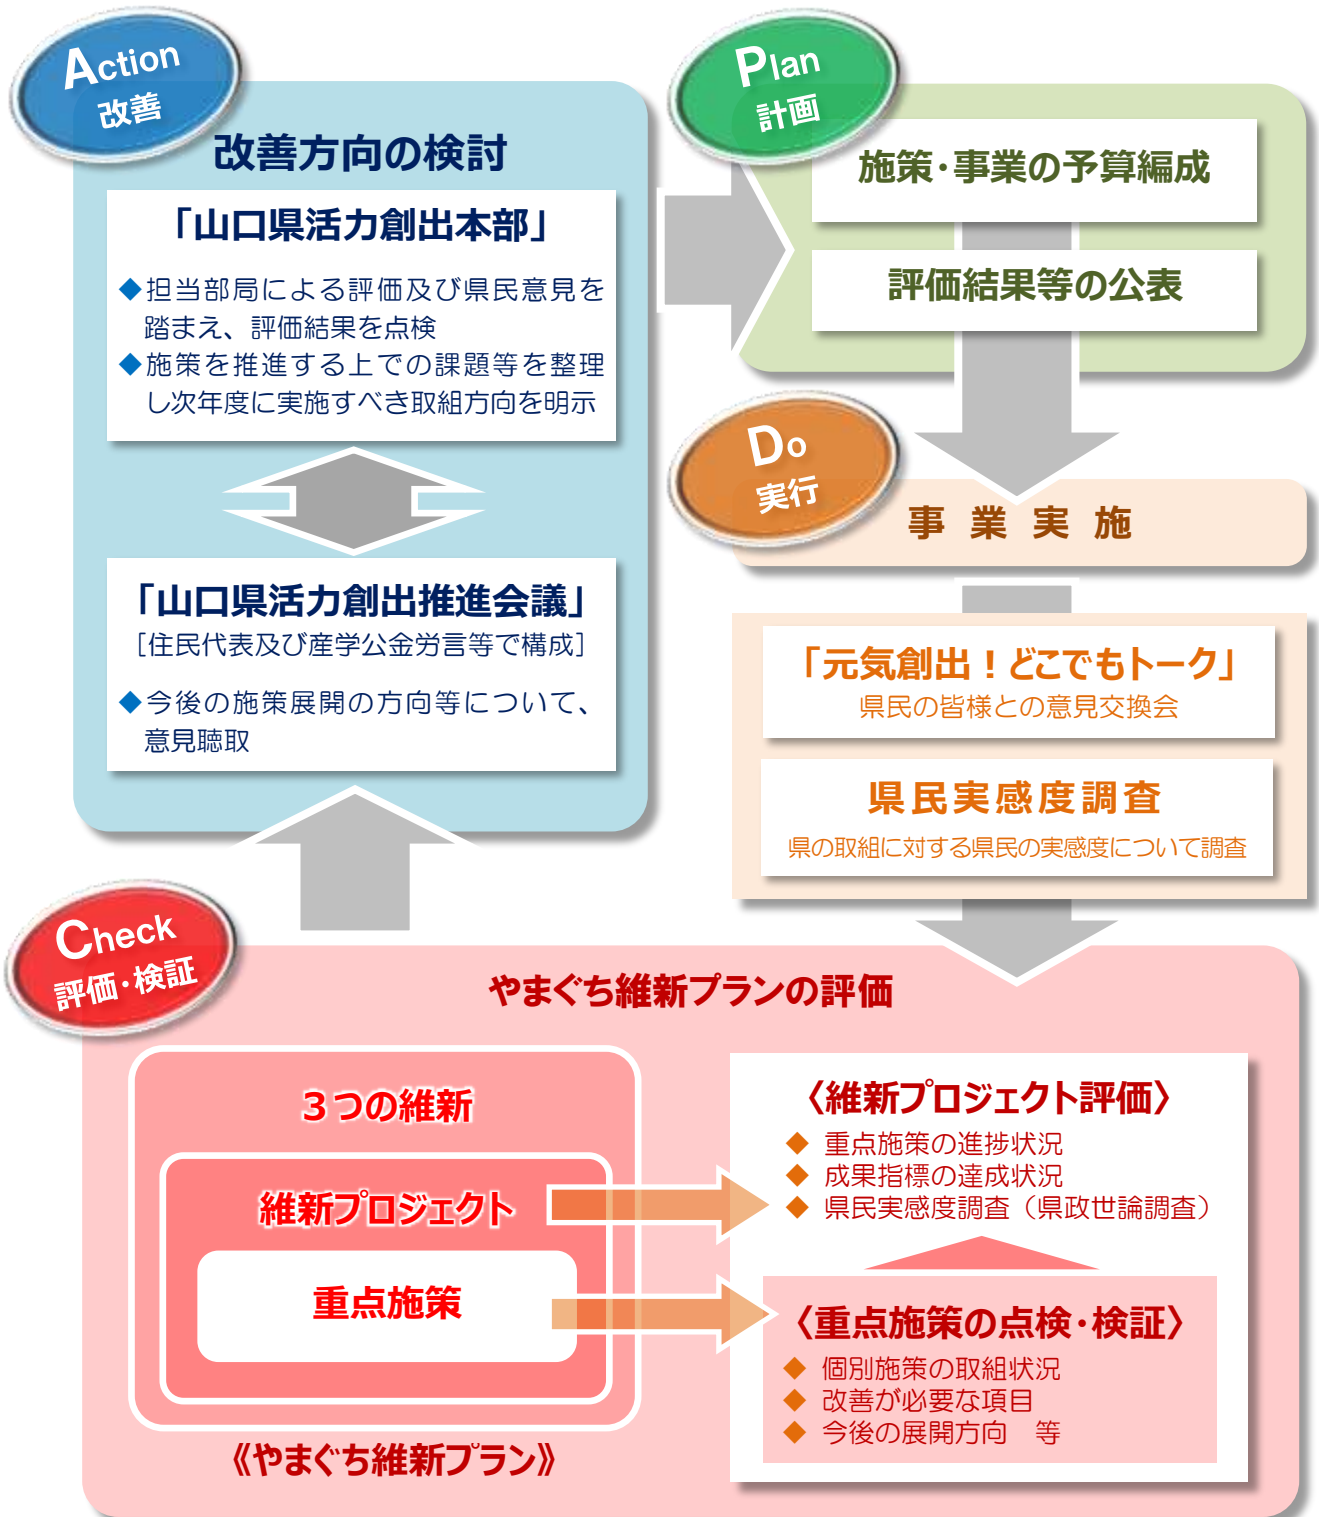 Action
改善
改善方向の検討
「山口県活力創出本部」
◆担当部局による評価及び県民意見を
踏まえ、評価結果を点検
◆施策を推進する上での課題等を整理
し次年度に実施すべき取組方向を明示
「山口県活力創出推進会議」
［住民代表及び産学公金労言等で構成］
◆今後の施策展開の方向等について、
意見聴取
Plan
計画
施策・事業の予算編成
評価結果等の公表
Do
実行
事業実施
「元気創出！どこでもトーク」
県民の皆様との意見交換会
県民実感度調査
県の取組に対する県民の実感度について調査
Check
評価・検証
やまぐち維新プランの評価
３つの維新
維新プロジェクト
重点施策
《やまぐち維新プラン》
〈維新プロジェクト評価〉
◆ 重点施策の進捗状況
◆ 成果指標の達成状況
◆ 県民実感度調査（県政世論調査）
〈重点施策の点検・検証〉
◆ 個別施策の取組状況
◆ 改善が必要な項目
◆ 今後の展開方向　等